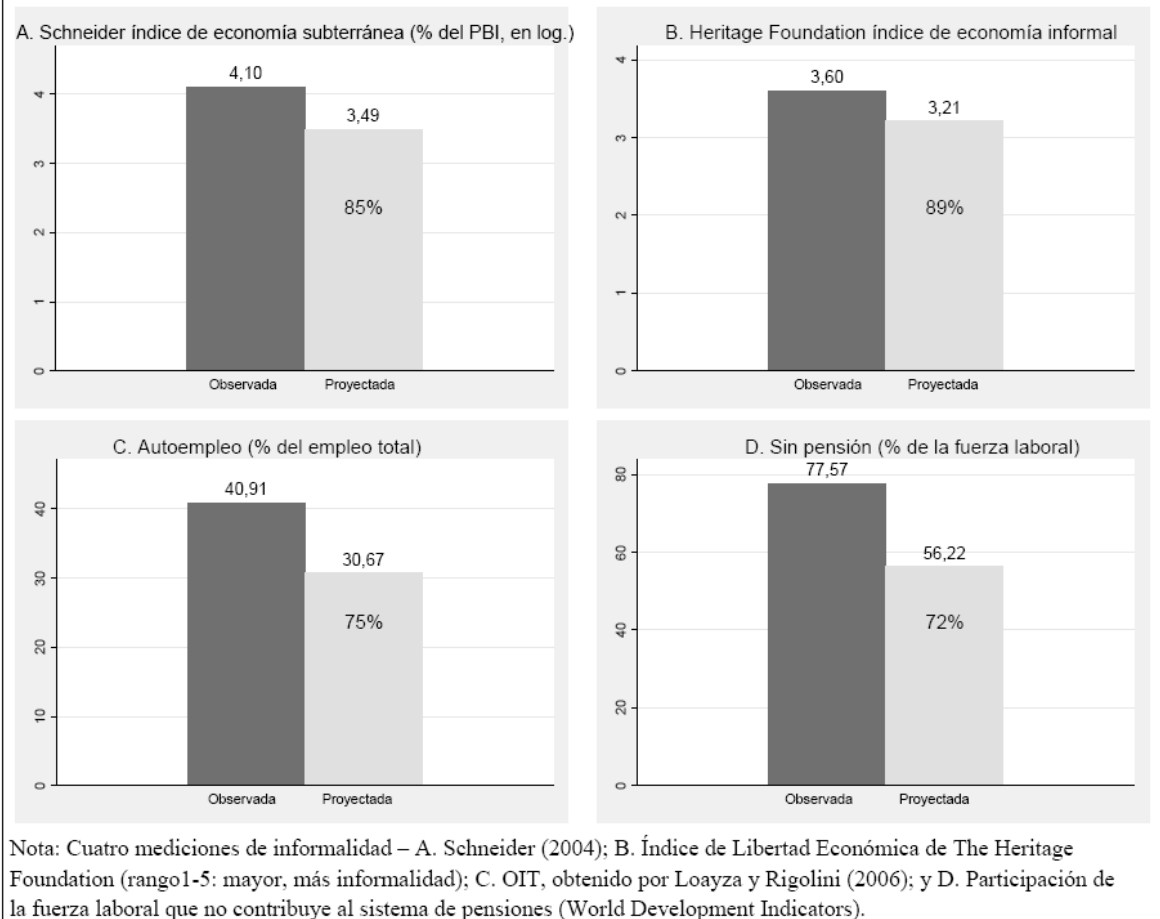 A. Schneider índice de economía subterránea (% del PBI, en log.)
4,10
3,49
85%
4
3
2
1
0
Observada Proyectada
B. Heritage Foundation índice de economía informal
3,60
3,21
89%
4
3
2
1
0
Observada Proyectada
C. Autoempleo (% del empleo total)
40,91
30,67
75%
40
30
20
10
0
Observada Proyectada
D. Sin pensión (% de la fuerza laboral)
77,57
56,22
72%
80
60
40
20
0
Observada Proyectada
Nota: Cuatro mediciones de informalidad – A. Schneider (2004); B. Índice de Libertad Económica de The Heritage
Foundation (rango1-5: mayor, más informalidad); C. OIT, obtenido por Loayza y Rigolini (2006); y D. Participación de
la fuerza laboral que no contribuye al sistema de pensiones (World Development Indicators).